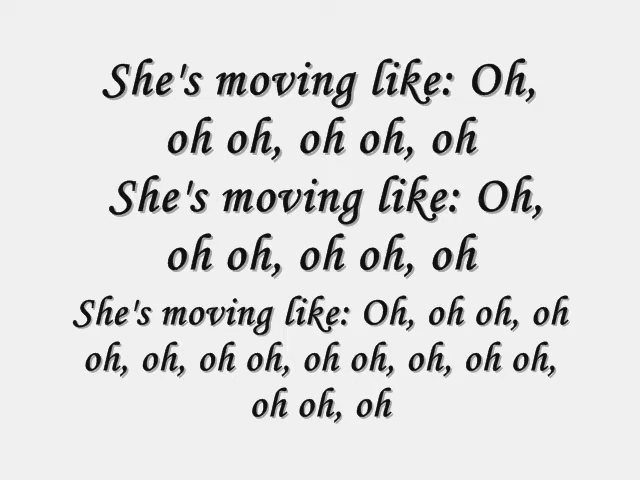 She's moving like: Oh,
oh oh, oh oh, oh
She's moving like: Oh,
oh oh, oh oh, oh
She's moving like: Oh, oh oh, oh
oh, oh, oh oh, oh oh, oh, oh oh,
oh oh, oh